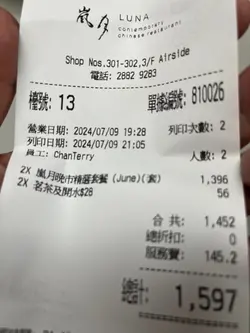 嵐月 LUNA
contemporary
chinese restaurant
Shop Nos.301-302,3/F Airside
電話: 2882 9283
檯號: 13 單據編號: 810026
營業日期: 2024/07/09 19:28 列印次數: 2
列印日期: 2024/07/09 21:05
員工: ChanTerry 人數: 2
2X 嵐月晚市精選套餐 (June)(套) 1,396
2X 茗茶及開水$28 56
合 共: 1,452
總折扣: 0
服務費: 145.2
總計: 1,597